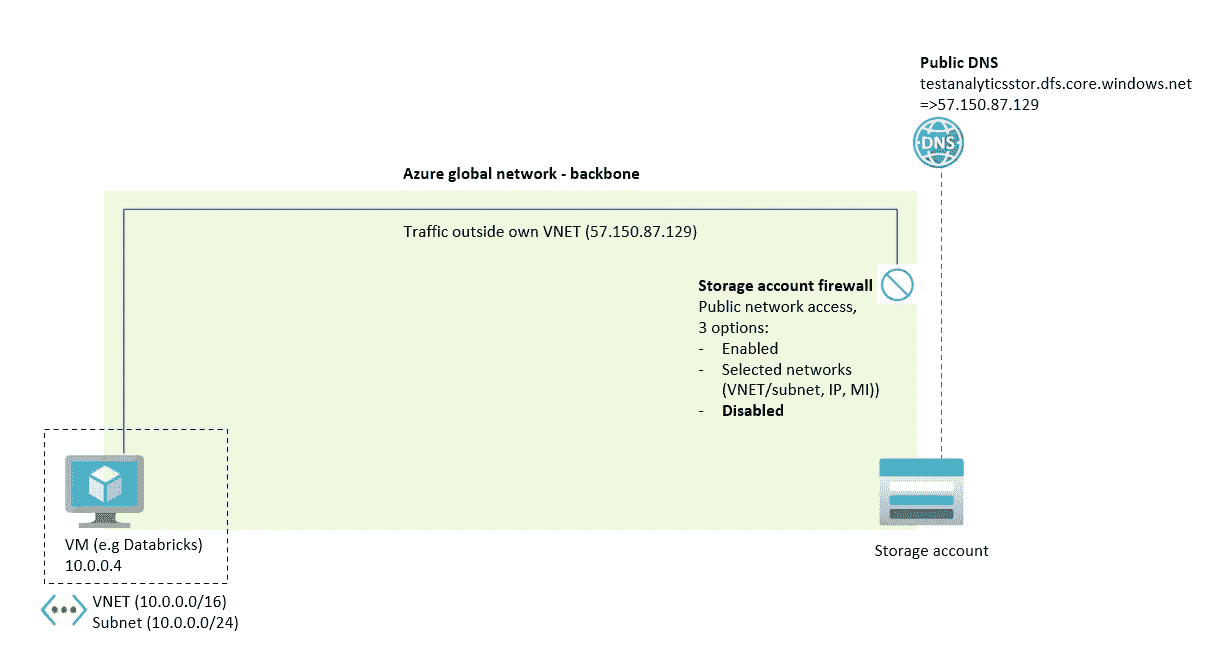 Public DNS
testanalyticsstor.dfs.core.windows.net
=>57.150.87.129
DNS
Azure global network - backbone
Traffic outside own VNET (57.150.87.129)
Storage account firewall
Public network access,
3 options:
- Enabled
- Selected networks
(VNET/subnet, IP, MI))
- Disabled
VM (e.g Databricks)
10.0.0.4
Storage account
VNET (10.0.0.0/16)
Subnet (10.0.0.0/24)